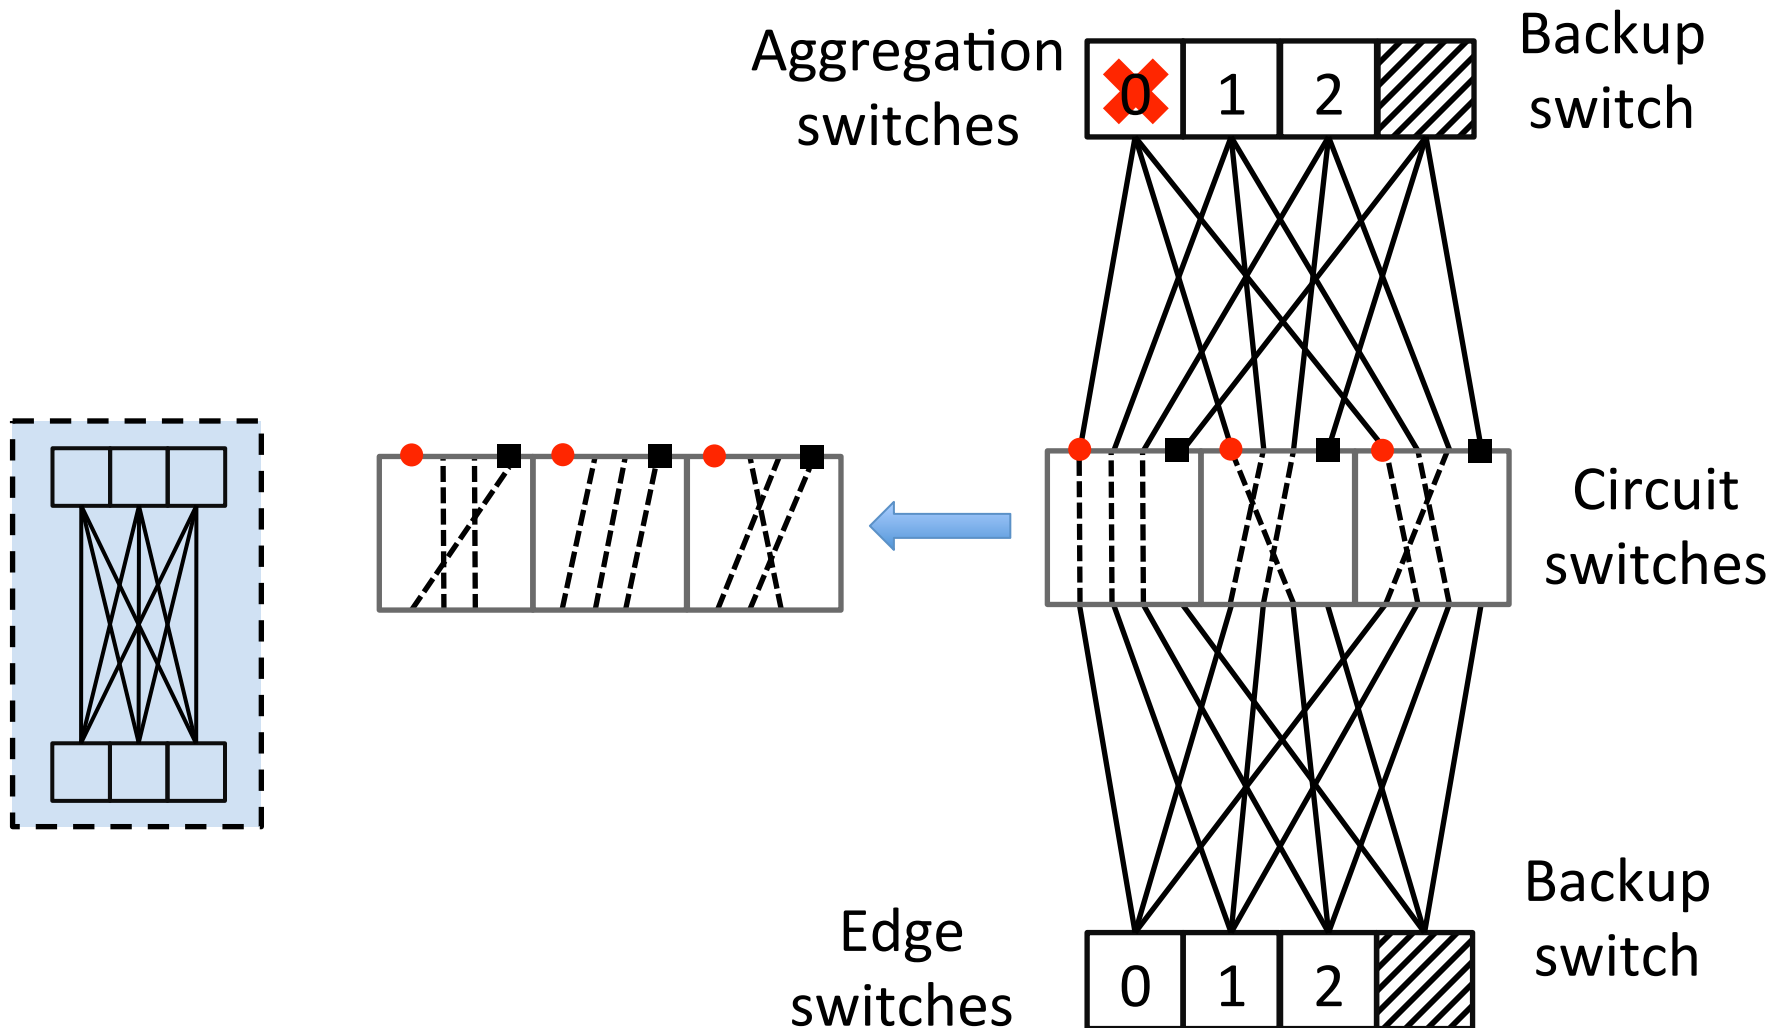 Aggregation
switches
0 1 2
Backup
switch
Circuit
switches
Edge
switches
0 1 2
Backup
switch